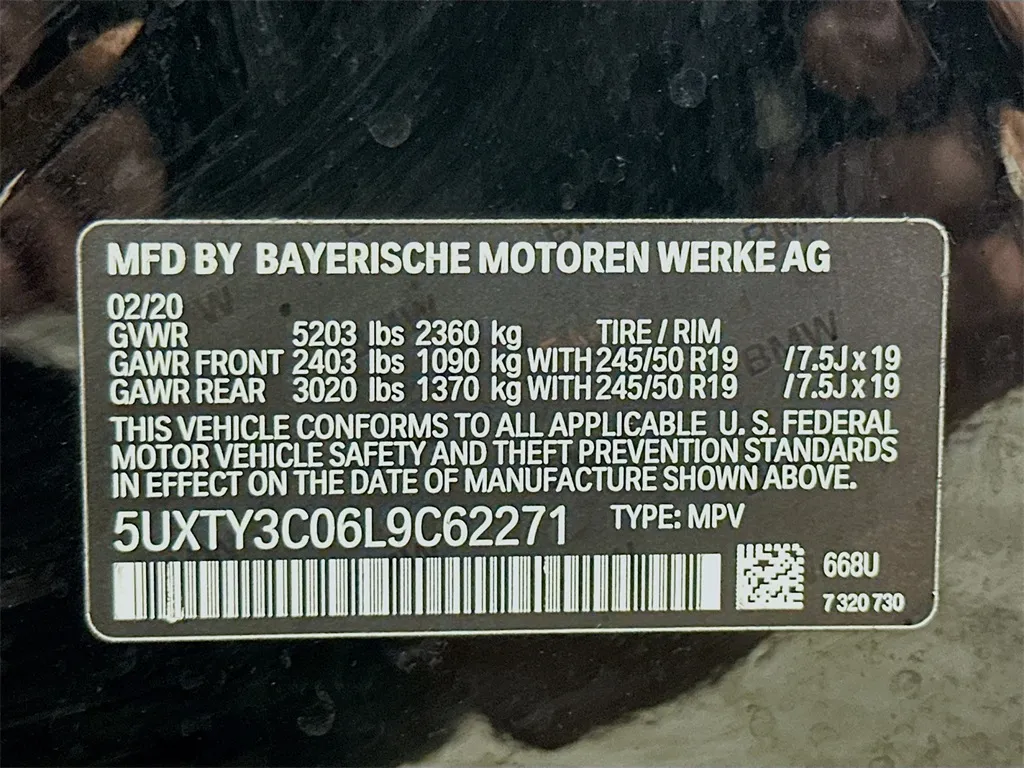 MFD BY BAYERISCHE MOTOREN WERKE AG
02/20
GVWR 5203 lbs 2360 kg TIRE / RIM
GAWR FRONT 2403 lbs 1090 kg WITH 245/50 R19 /7.5J x 19
GAWR REAR 3020 lbs 1370 kg WITH 245/50 R19 /7.5J x 19
THIS VEHICLE CONFORMS TO ALL APPLICABLE U. S. FEDERAL
MOTOR VEHICLE SAFETY AND THEFT PREVENTION STANDARDS
IN EFFECT ON THE DATE OF MANUFACTURE SHOWN ABOVE.
5UXTY3C06L9C62271 TYPE: MPV
668U
7 320 730